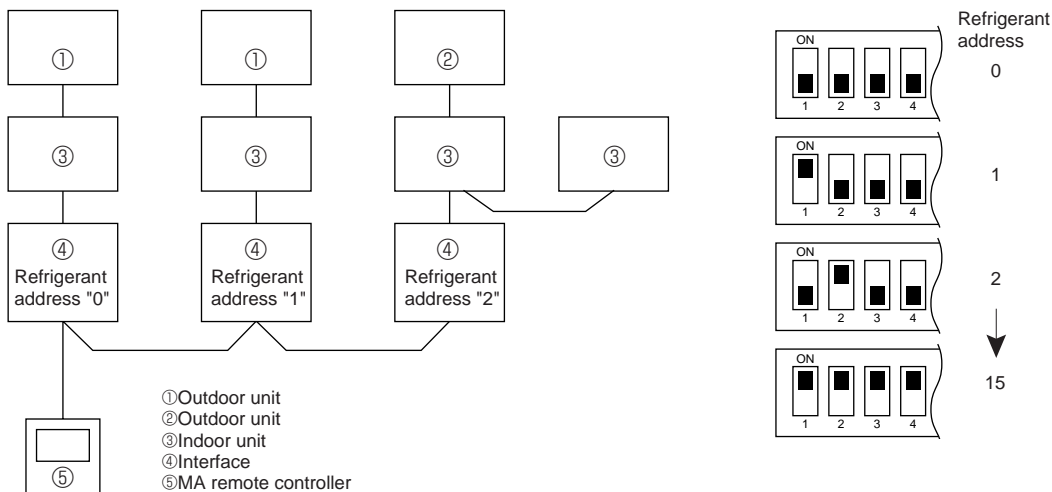 ① ① ②
③ ③ ③ ③
④ ④ ④
Refrigerant Refrigerant Refrigerant
address "0" address "1" address "2"
①Outdoor unit
②Outdoor unit
③Indoor unit
④Interface
⑤MA remote controller
⑤
Refrigerant
address
ON
1 2 3 4
0
ON
1 2 3 4
1
ON
1 2 3 4
2
ON
1 2 3 4
15